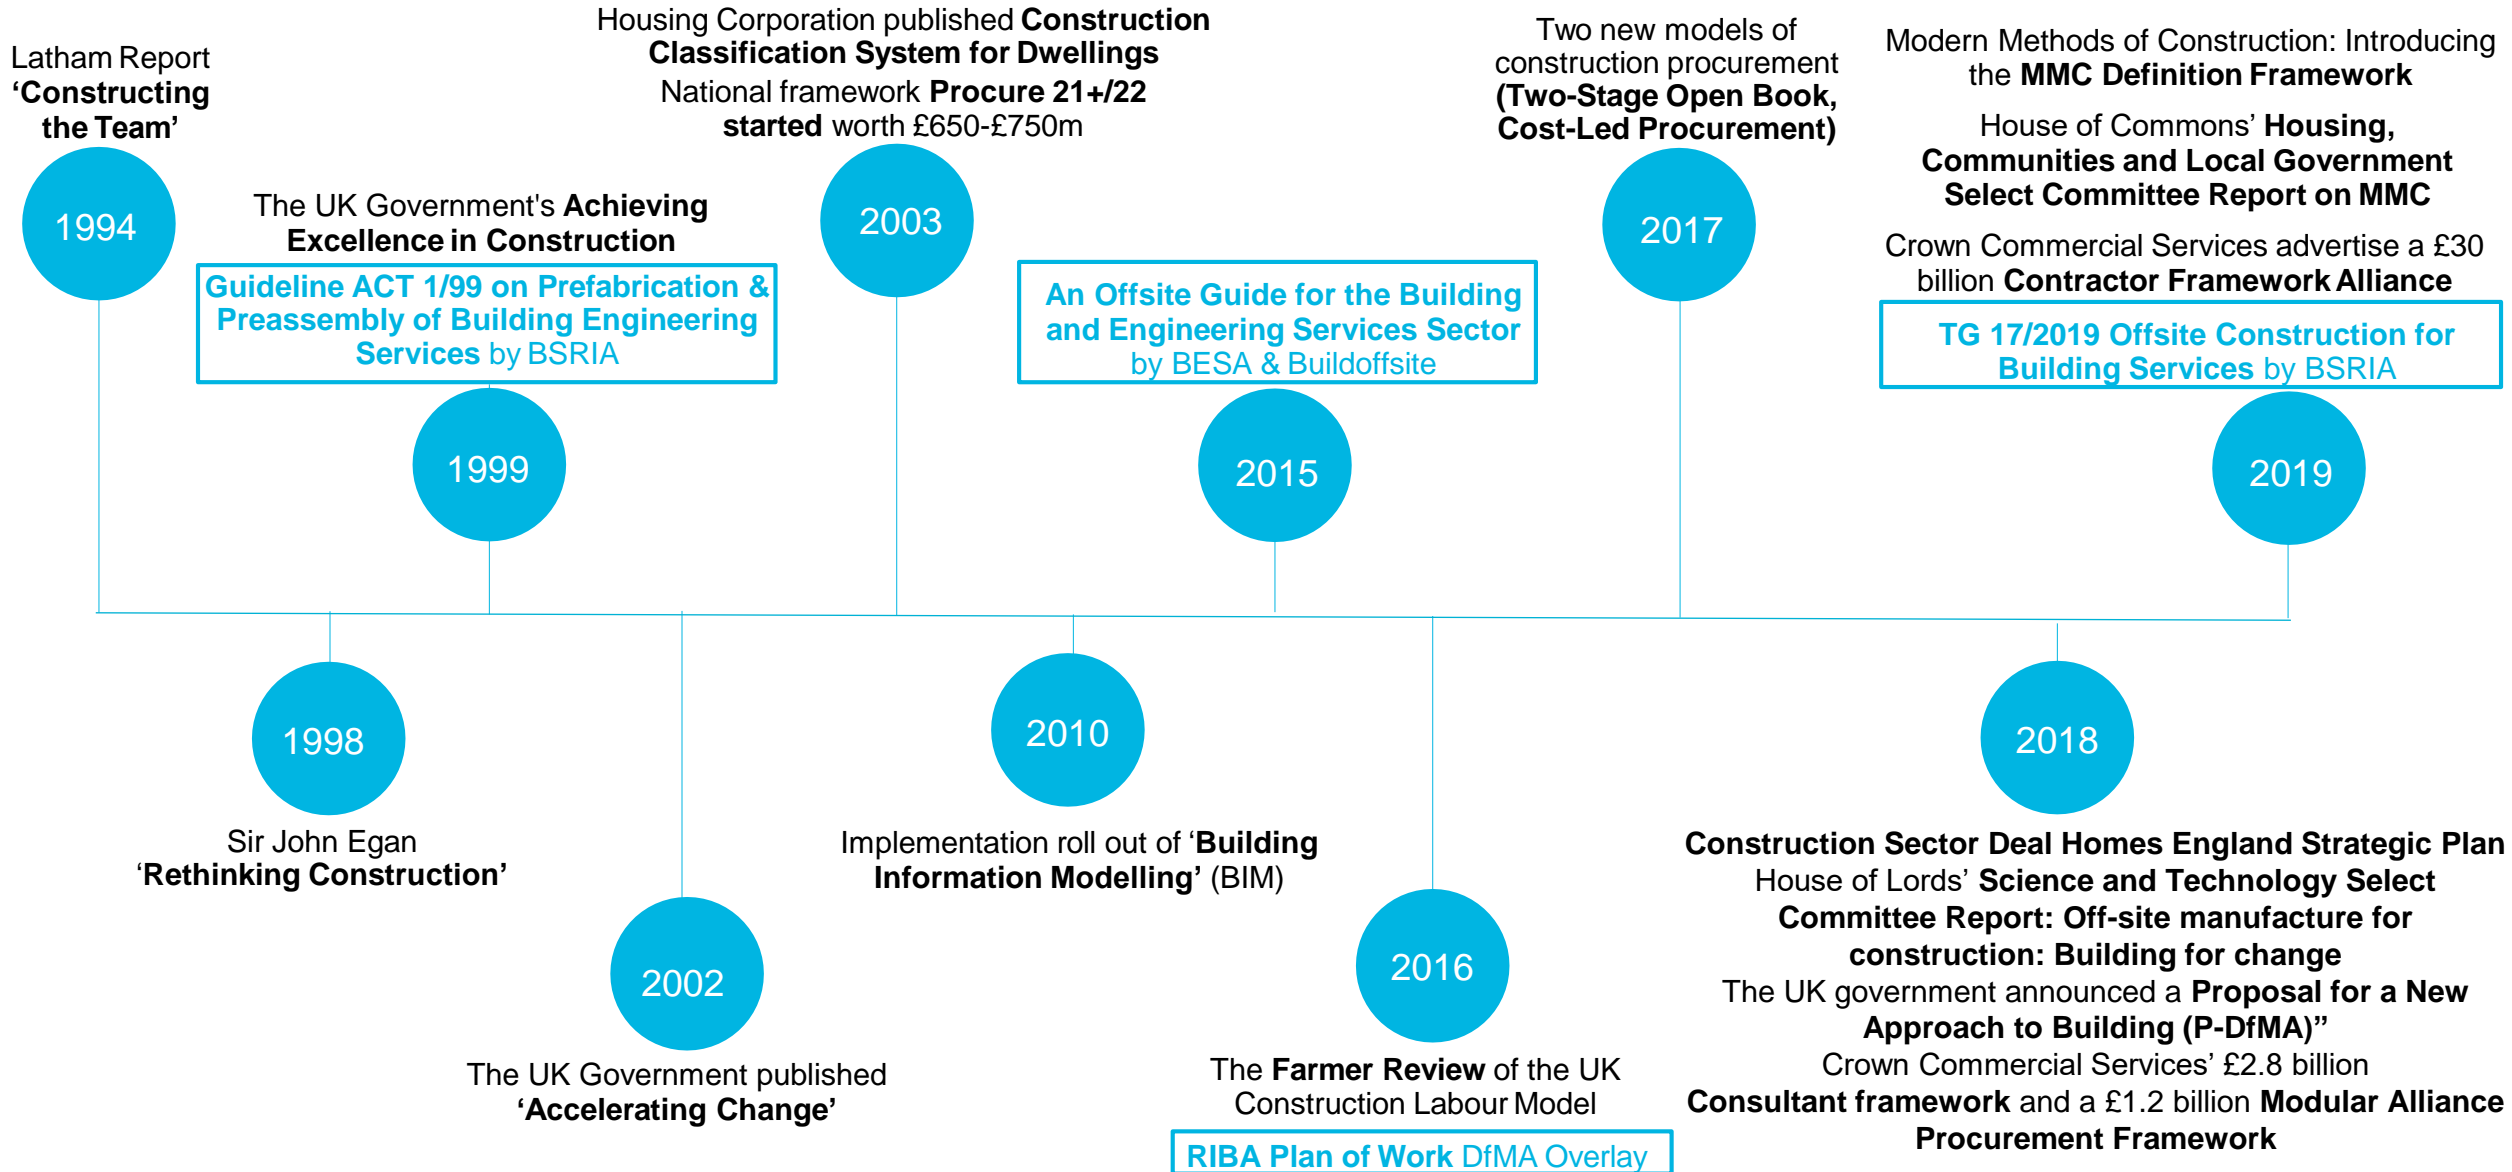 Latham Report
‘Constructing
the Team’
1994
The UK Government's Achieving
Excellence in Construction
Guideline ACT 1/99 on Prefabrication &
Preassembly of Building Engineering
Services by BSRIA
1999
Housing Corporation published Construction
Classification System for Dwellings
National framework Procure 21+/22
started worth £650-£750m
2003
An Offsite Guide for the Building
and Engineering Services Sector
by BESA & Buildoffsite
2015
Two new models of
construction procurement
(Two-Stage Open Book,
Cost-Led Procurement)
2017
Modern Methods of Construction: Introducing
the MMC Definition Framework
House of Commons’ Housing,
Communities and Local Government
Select Committee Report on MMC
Crown Commercial Services advertise a £30
billion Contractor Framework Alliance
TG 17/2019 Offsite Construction for
Building Services by BSRIA
2019
1998
Sir John Egan
‘Rethinking Construction’
2002
The UK Government published
‘Accelerating Change’
2010
Implementation roll out of ‘Building
Information Modelling’ (BIM)
2016
The Farmer Review of the UK
Construction Labour Model
RIBA Plan of Work DfMA Overlay
2018
Construction Sector Deal Homes England Strategic Plan
House of Lords’ Science and Technology Select
Committee Report: Off-site manufacture for
construction: Building for change
The UK government announced a Proposal for a New
Approach to Building (P-DfMA)”
Crown Commercial Services’ £2.8 billion
Consultant framework and a £1.2 billion Modular Alliance
Procurement Framework